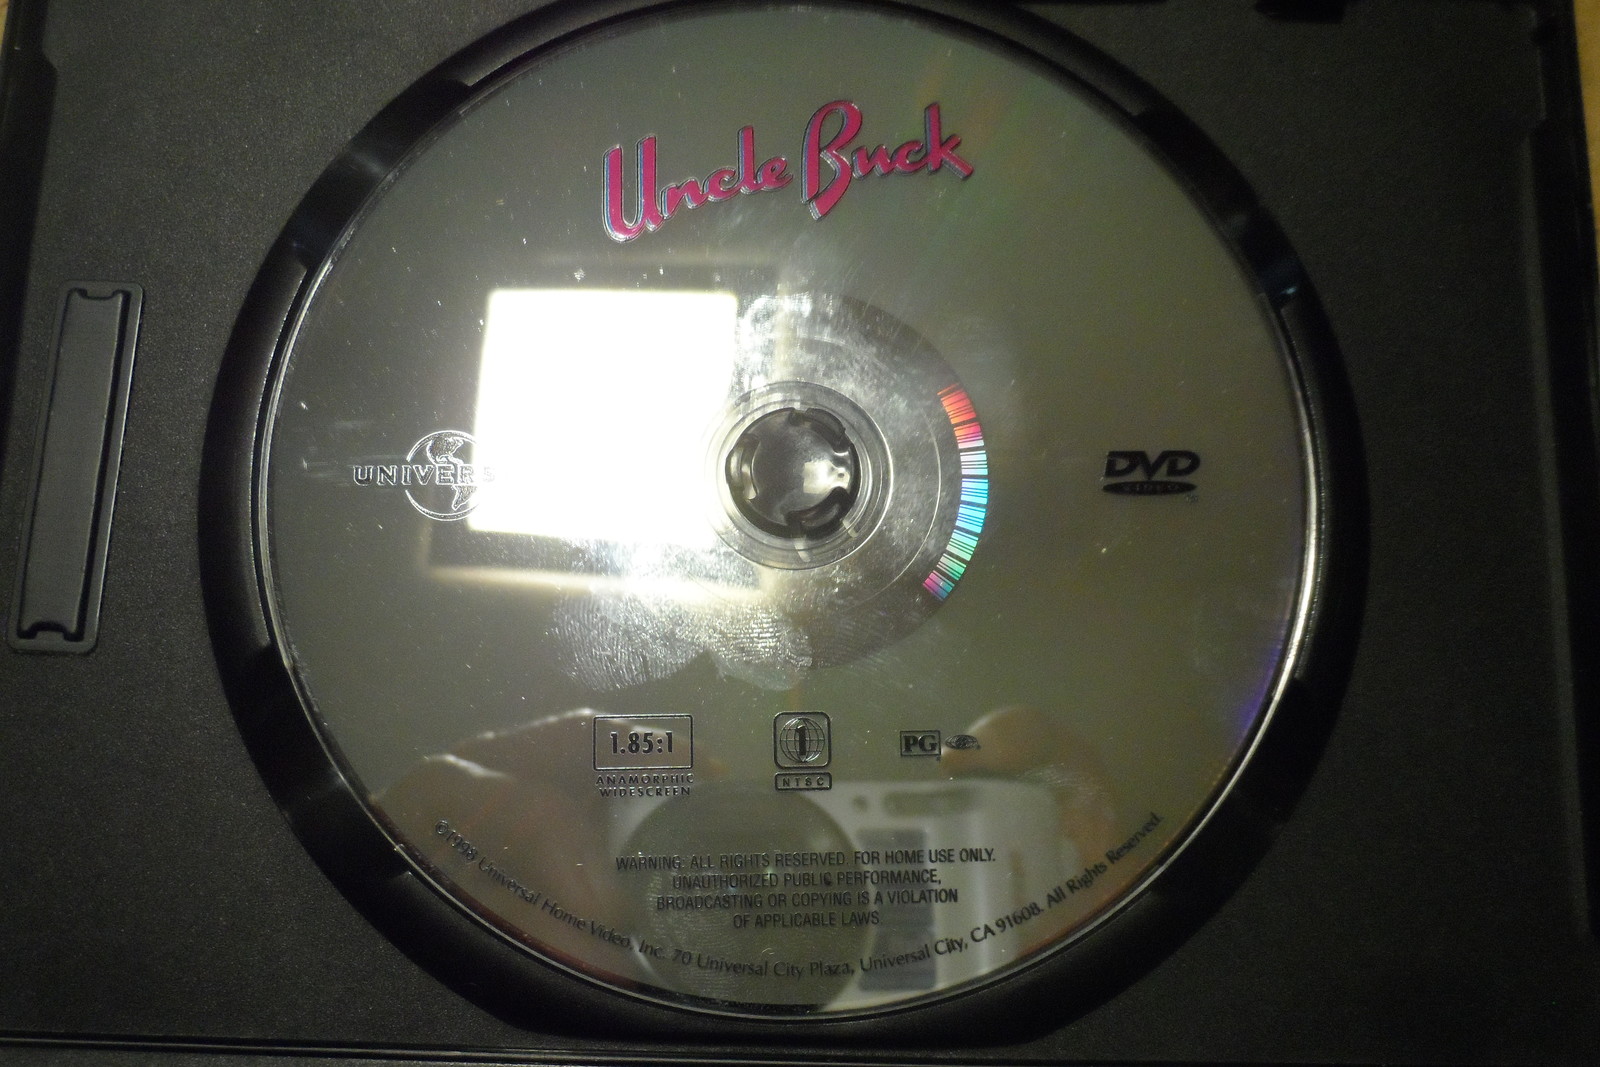 Uncle Buck
UNIVERS
DVD
VIDEO
1.85:1
ANAMORPHIC
WIDESCREEN
1
NTSC
PG
WARNING: ALL RIGHTS RESERVED. FOR HOME USE ONLY.
UNAUTHORIZED PUBLIC PERFORMANCE,
BROADCASTING OR COPYING IS A VIOLATION
OF APPLICABLE LAWS.
©1998 Universal Home Video, Inc. 70 Universal City Plaza, Universal City, CA 91608. All Rights Reserved.